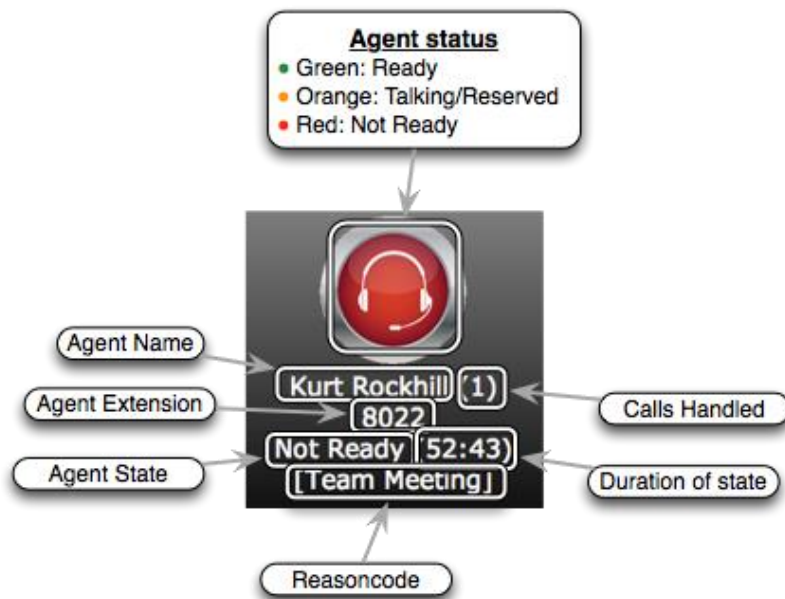 Agent status
• Green: Ready
• Orange: Talking/Reserved
• Red: Not Ready
Agent Name
Kurt Rockhill (1)
Agent Extension
8022
Calls Handled
Not Ready (52:43)
Agent State
[Team Meeting]
Duration of state
Reasoncode